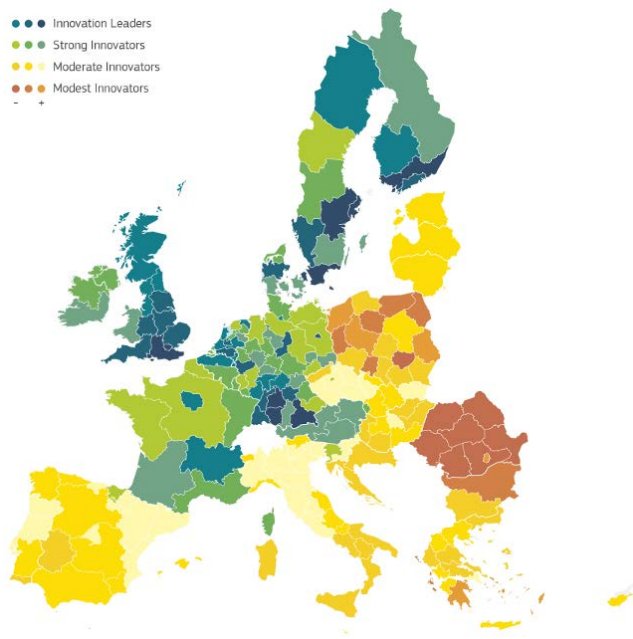 Innovation Leaders
Strong Innovators
Moderate Innovators
Modest Innovators
- +